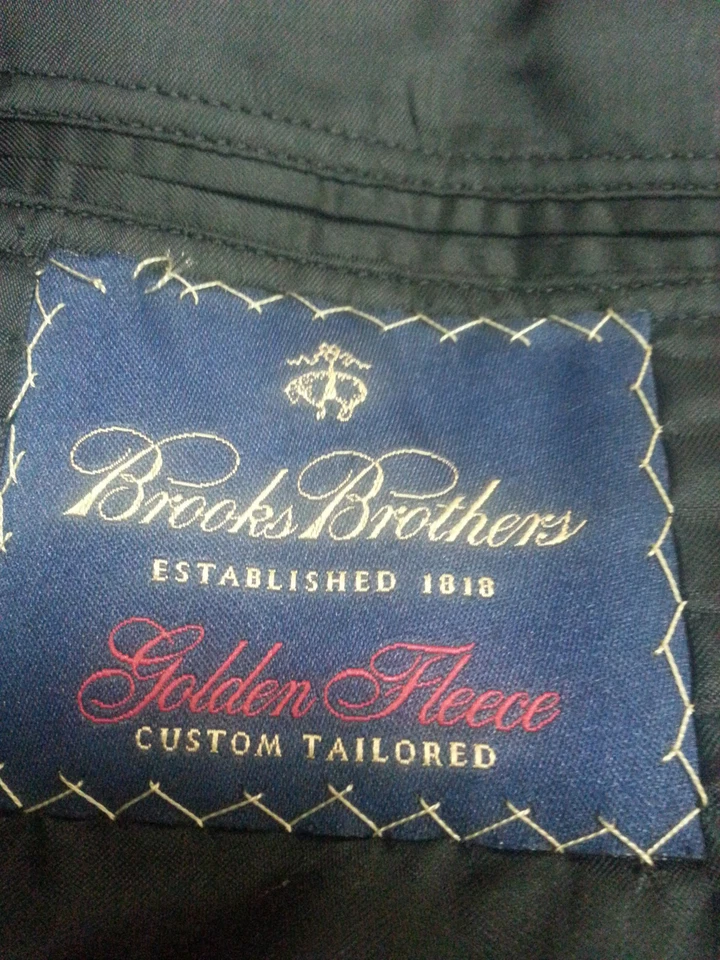 Brooks Brothers
ESTABLISHED 1818
Golden Fleece
CUSTOM TAILORED